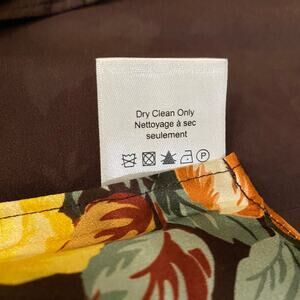 Dry Clean Only
Nettoyage à sec
seulement
P